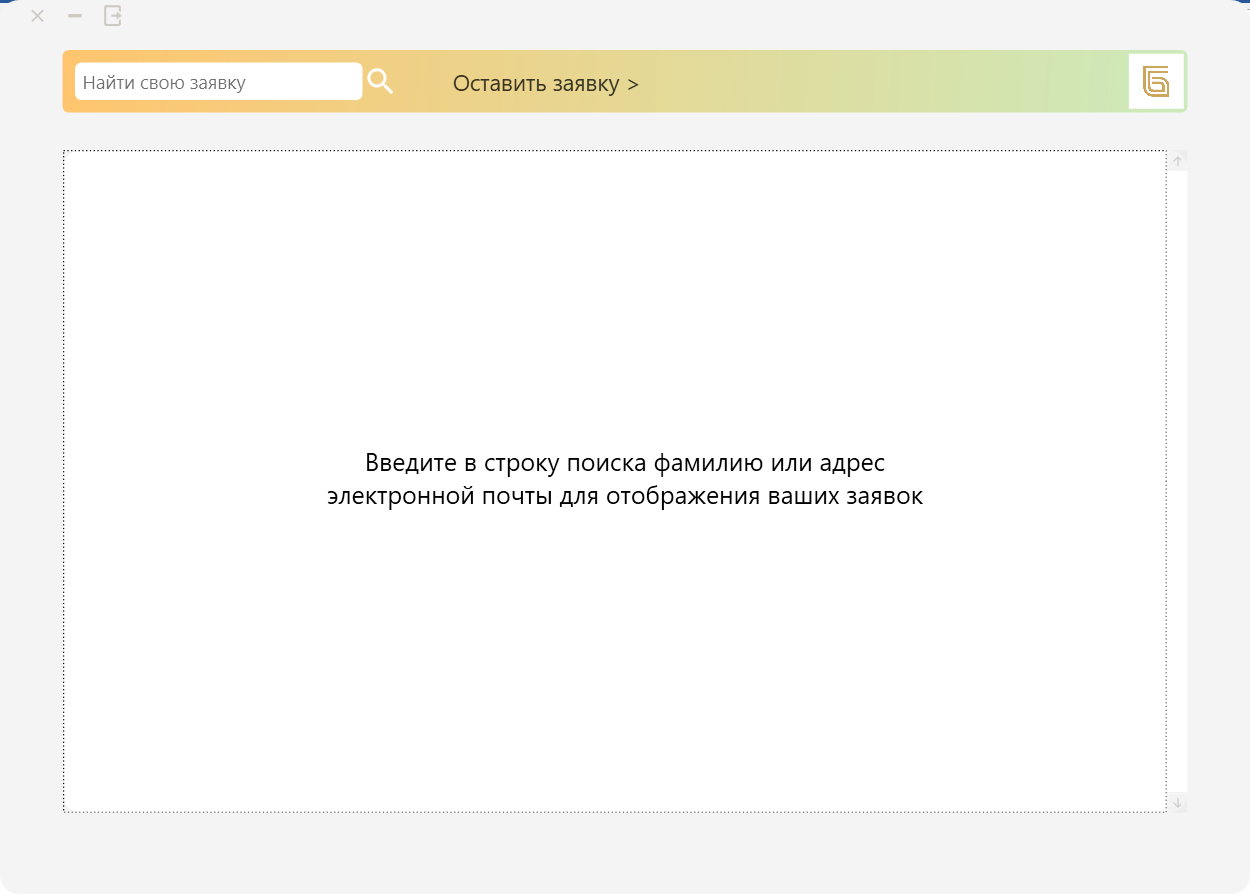 Найти свою заявку
Оставить заявку >
Введите в строку поиска фамилию или адрес
электронной почты для отображения ваших заявок